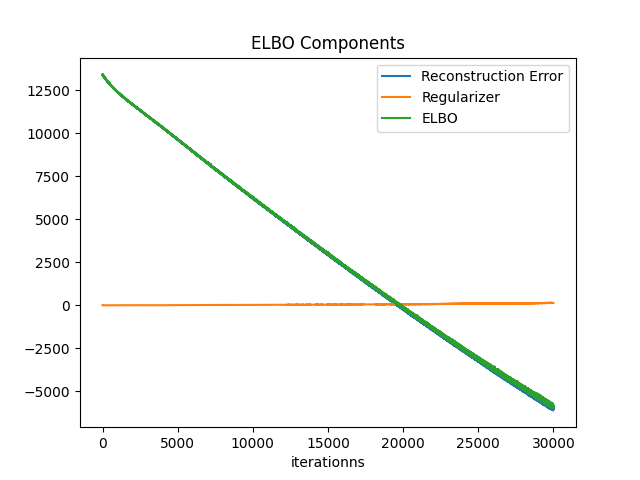 ELBO Components
Reconstruction Error
Regularizer
ELBO
12500
10000
7500
5000
2500
0
−2500
−5000
0 5000 10000 15000 20000 25000 30000
iterationns